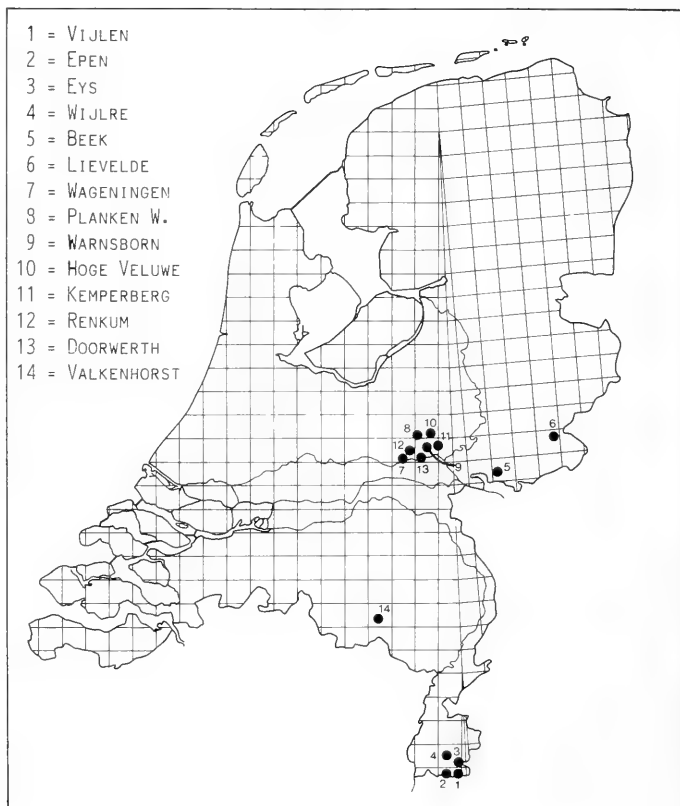 1 = VIJLEN
2 = EPEN
3 = EYS
4 = WIJLRE
5 = BEEK
6 = LIEVELDE
7 = WAGENINGEN
8 = PLANKEN W.
9 = WARNSBORN
10 = HOGE VELUWE
11 = KEMPERBERG
12 = RENKUM
13 = DOORWERTH
14 = VALKENHORST
8
10
6
12
11
7
13
9
5
14
4
3
2
1